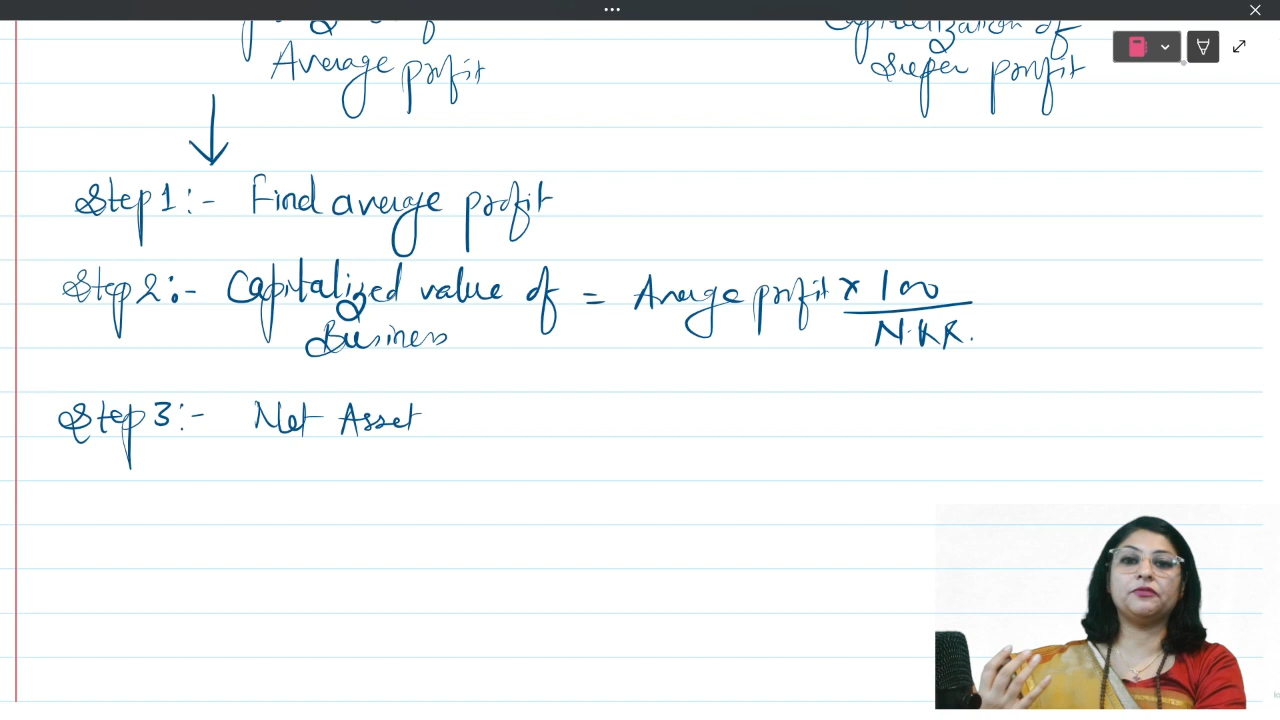 of
Capitalization of
Average profit
Super profit
Step 1:- Find average profit
Step 2:- Capitalized value of Business = Average profit x 100 / N.R.R.
Step 3:- Net Asset